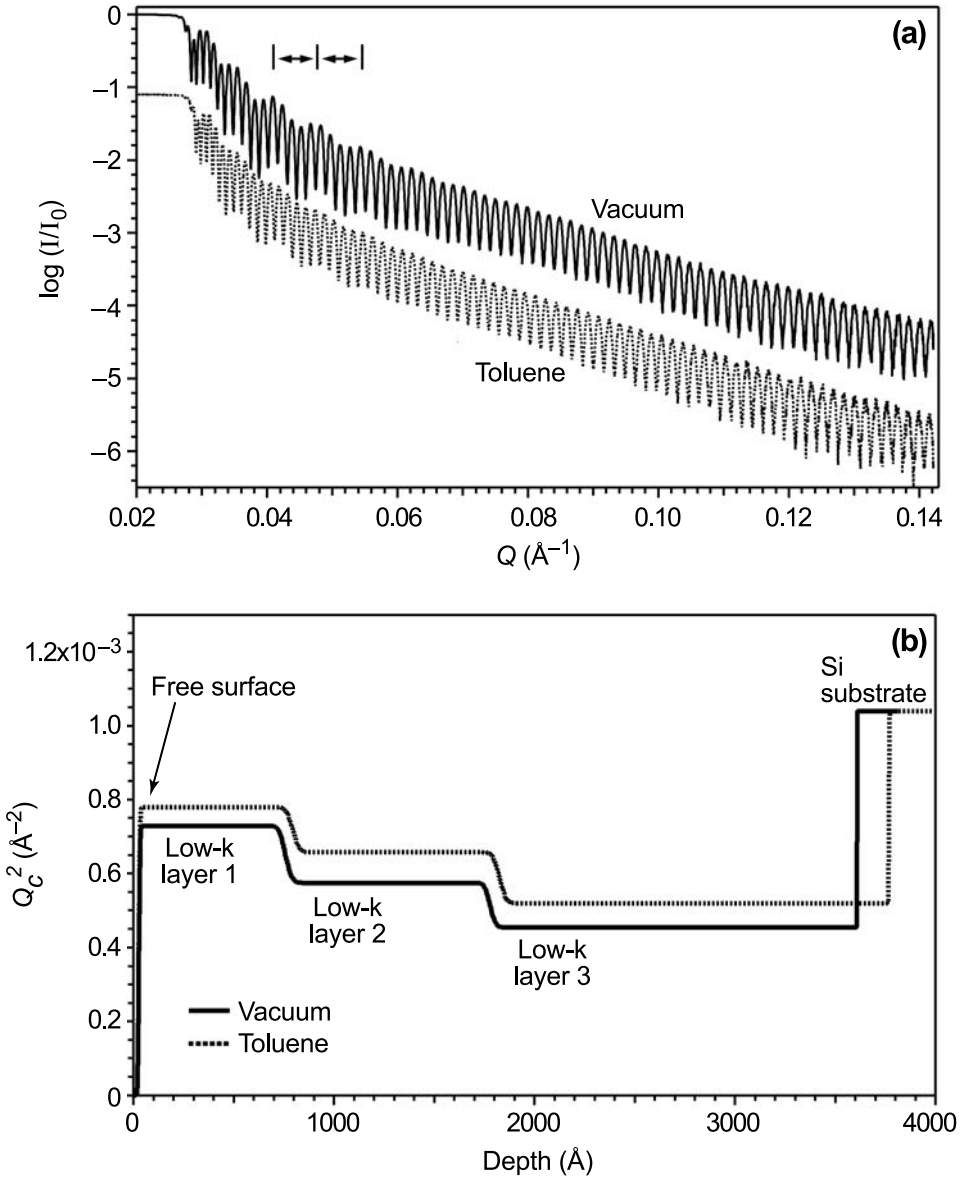 (a)
0
–1
–2
–3
–4
–5
–6
log (I/I₀)
Vacuum
Toluene
0.02
0.04
0.06
0.08
0.10
0.12
0.14
Q (Å⁻¹)
(b)
1.2x10⁻³
1.0
0.8
0.6
0.4
0.2
0
Q_C² (Å⁻²)
Free surface
Si
substrate
Low-k
layer 1
Low-k
layer 2
Low-k
layer 3
Vacuum
Toluene
0
1000
2000
3000
4000
Depth (Å)